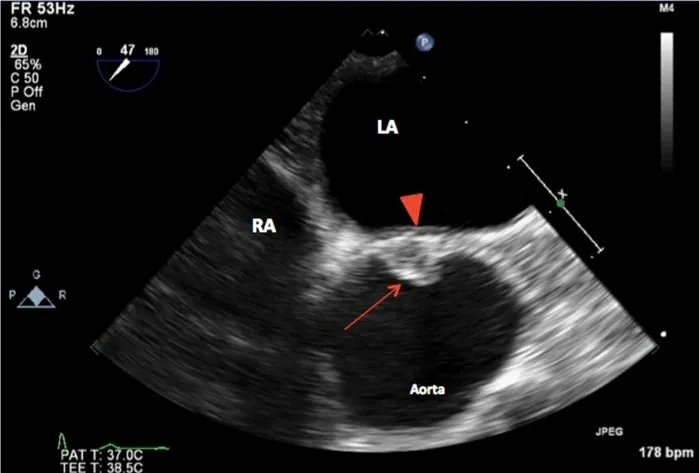 FR 53Hz
6.8cm
M4
2D
65%
C 50
P Off
Gen
0 47 180
P
LA
RA
x
G
P R
Aorta
JPEG
PAT T: 37.0C
TEE T: 38.5C
178 bpm